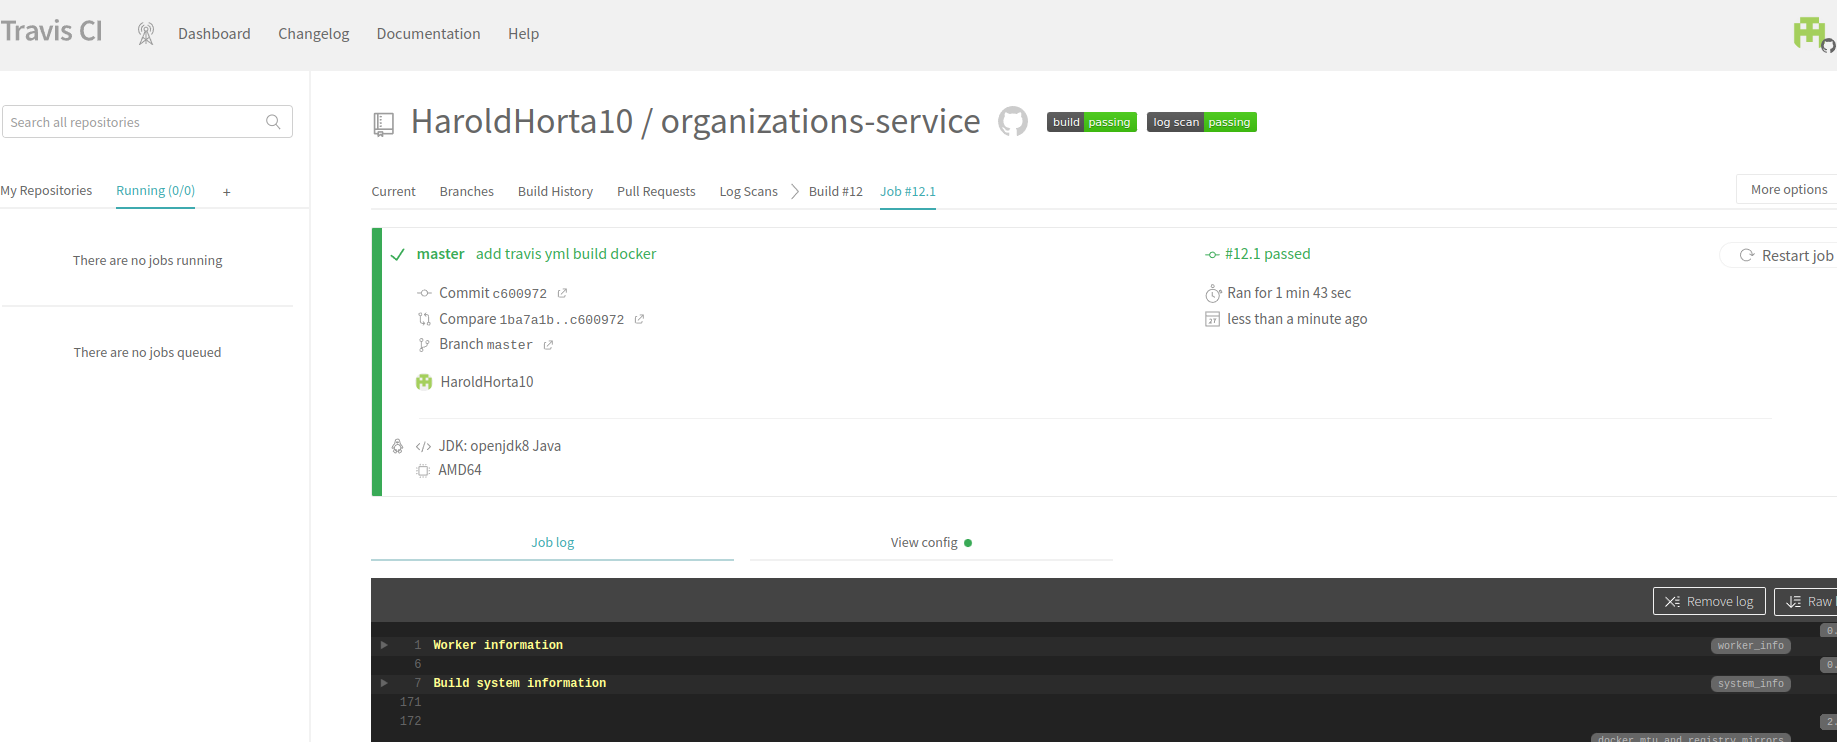 Travis CI
Dashboard
Changelog
Documentation
Help
Search all repositories
My Repositories
Running (0/0)
+
There are no jobs running
There are no jobs queued
HaroldHorta10 / organizations-service
build passing
log scan passing
Current
Branches
Build History
Pull Requests
Log Scans
Build #12
Job #12.1
More options
master add travis yml build docker
Commit c600972
Compare 1ba7a1b..c600972
Branch master
HaroldHorta10
JDK: openjdk8 Java
AMD64
#12.1 passed
Ran for 1 min 43 sec
27
less than a minute ago
Restart job
Job log
View config
Remove log
Raw
1 Worker information
worker_info
0.
6
0.
7 Build system information
system_info
171
172
2.
docker_mtu_and_registry_mirrors